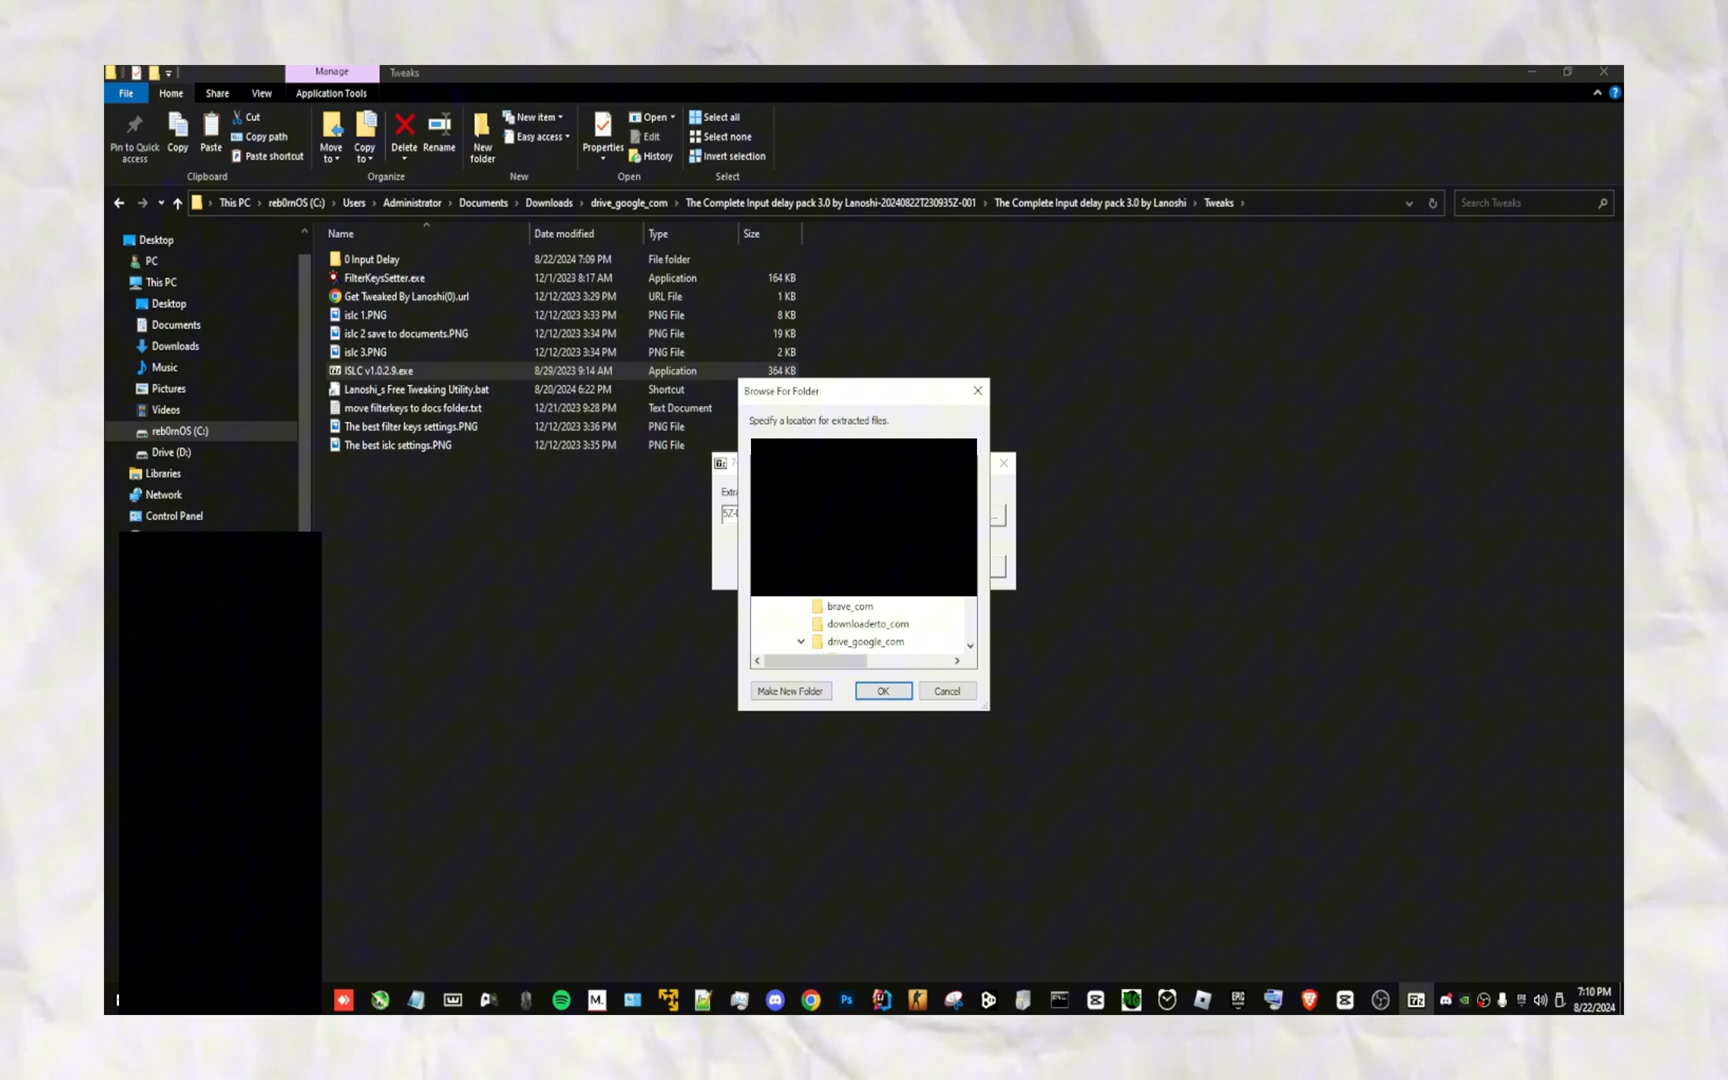 Manage
Tweaks
File
Home
Share
View
Application Tools
Pin to Quick access
Copy
Paste
Cut
Copy path
Paste shortcut
Clipboard
Move to
Copy to
Delete
Rename
Organize
New folder
New item
Easy access
New
Properties
Open
Edit
History
Open
Select all
Select none
Invert selection
Select
This PC › reb0rnOS (C:) › Users › Administrator › Documents › Downloads › drive_google_com › The Complete Input delay pack 3.0 by Lanoshi-20240822T230935Z-001 › The Complete Input delay pack 3.0 by Lanoshi › Tweaks ›
Search Tweaks
Desktop
PC
This PC
Desktop
Documents
Downloads
Music
Pictures
Videos
reb0rnOS (C:)
Drive (D:)
Libraries
Network
Control Panel
Name Date modified Type Size
0 Input Delay 8/22/2024 7:09 PM File folder
FilterKeysSetter.exe 12/1/2023 8:17 AM Application 164 KB
Get Tweaked By Lanoshi(0).url 12/12/2023 3:29 PM URL File 1 KB
islc 1.PNG 12/12/2023 3:33 PM PNG File 8 KB
islc 2 save to documents.PNG 12/12/2023 3:34 PM PNG File 19 KB
islc 3.PNG 12/12/2023 3:34 PM PNG File 2 KB
ISLC v1.0.2.9.exe 8/29/2023 9:14 AM Application 364 KB
Lanoshi_s Free Tweaking Utility.bat 8/20/2024 6:22 PM Shortcut
move filterkeys to docs folder.txt 12/21/2023 9:28 PM Text Document
The best filter keys settings.PNG 12/12/2023 3:36 PM PNG File
The best islc settings.PNG 12/12/2023 3:35 PM PNG File
Browse For Folder
Specify a location for extracted files.
brave_com
downloaderto_com
drive_google_com
Make New Folder
OK
Cancel
M.
Ps
EPIC
GAMES
7z
7:10 PM
8/22/2024